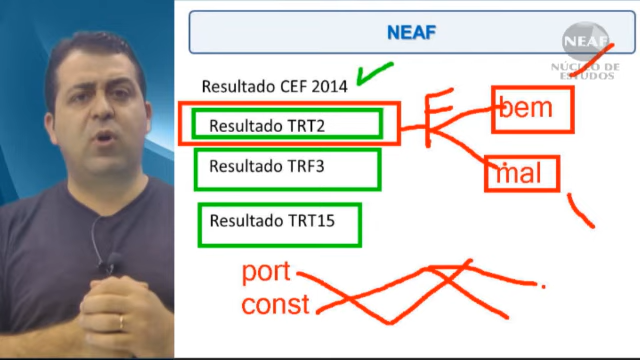 NEAF
NEAF
NÚCLEO DE
ESTUDOS
Resultado CEF 2014
Resultado TRT2
F
bem
Resultado TRF3
mal
Resultado TRT15
port
const